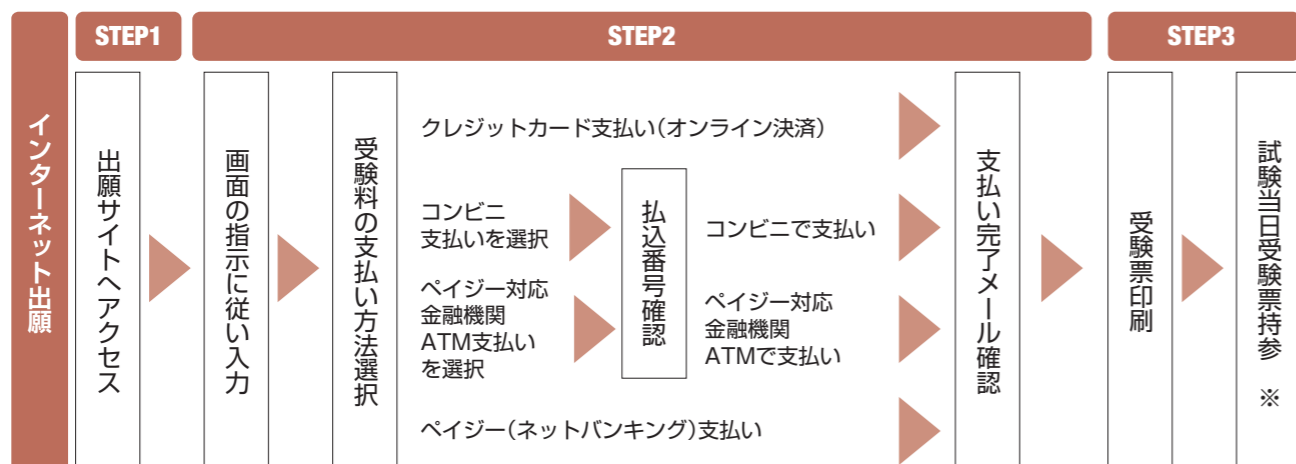 STEP1
STEP2
STEP3
インターネット出願
出願サイトへアクセス
画面の指示に従い入力
受験料の支払い方法選択
クレジットカード支払い(オンライン決済)
コンビニ
支払いを選択
ペイジー対応
金融機関
ATM支払い
を選択
払込番号確認
コンビニで支払い
ペイジー対応
金融機関
ATMで支払い
ペイジー(ネットバンキング)支払い
支払い完了メール確認
受験票印刷
試験当日受験票持参 ※